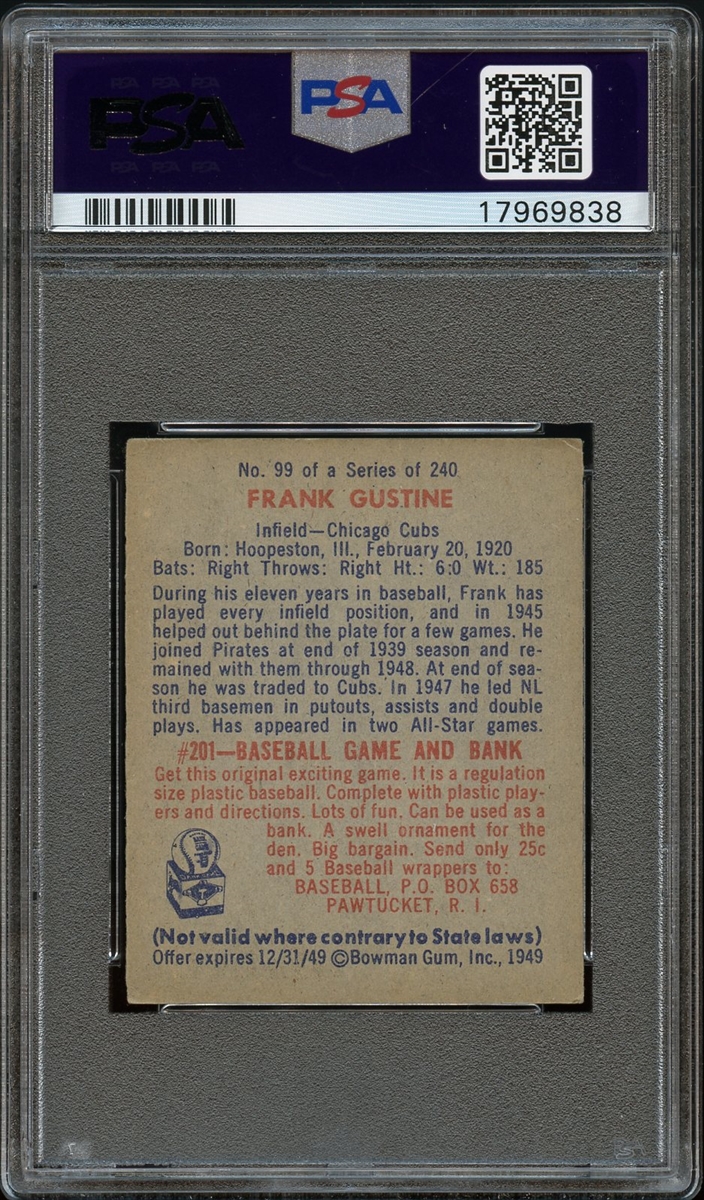 PSA PSA PSA
PSA
PSA PSA PSA
PSA
17969838
No. 99 of a Series of 240
FRANK GUSTINE
Infield—Chicago Cubs
Born: Hoopeston, Ill., February 20, 1920
Bats: Right Throws: Right Ht.: 6:0 Wt.: 185
During his eleven years in baseball, Frank has
played every infield position, and in 1945
helped out behind the plate for a few games. He
joined Pirates at end of 1939 season and re-
mained with them through 1948. At end of sea-
son he was traded to Cubs. In 1947 he led NL
third basemen in putouts, assists and double
plays. Has appeared in two All-Star games.
#201—BASEBALL GAME AND BANK
Get this original exciting game. It is a regulation
size plastic baseball. Complete with plastic play-
ers and directions. Lots of fun. Can be used as a
bank. A swell ornament for the
den. Big bargain. Send only 25c
and 5 Baseball wrappers to:
BASEBALL, P.O. BOX 658
PAWTUCKET, R. I.
(Not valid where contrary to State laws)
Offer expires 12/31/49 ©Bowman Gum, Inc., 1949